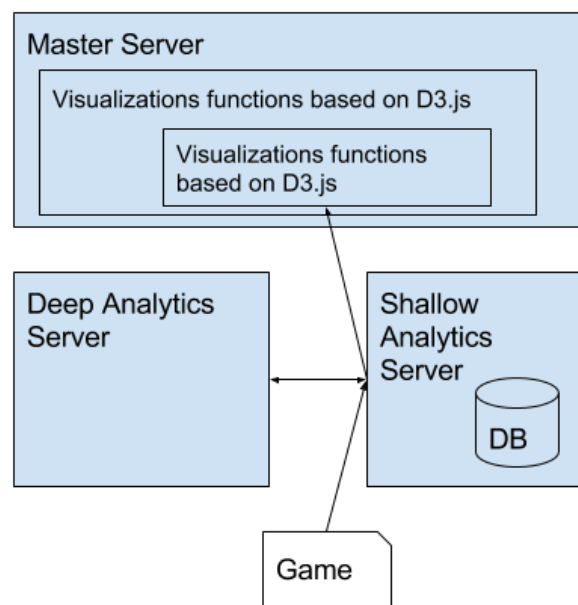 Master Server
Visualizations functions based on D3.js
Visualizations functions
based on D3.js
Deep Analytics
Server
Shallow
Analytics
Server
DB
Game